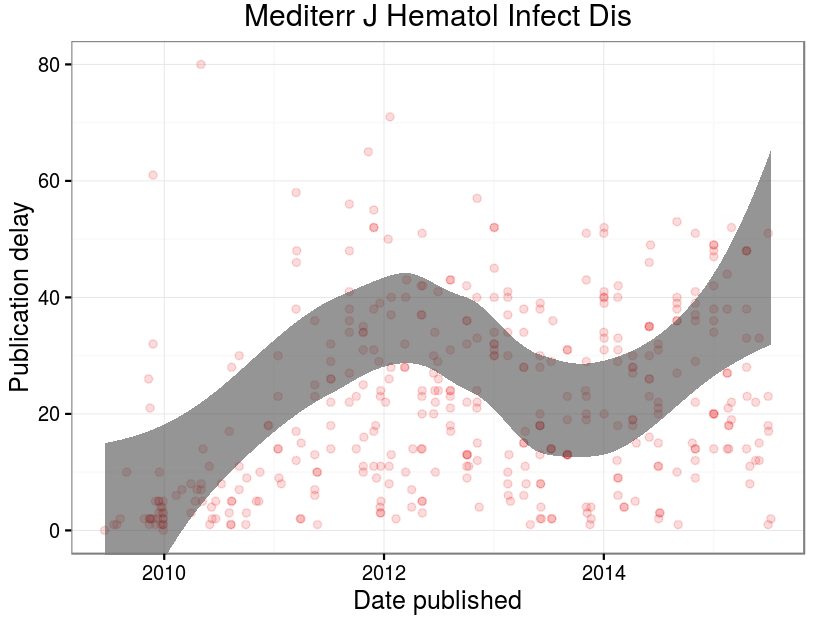 Mediterr J Hematol Infect Dis
Publication delay
80
60
40
20
0
2010
2012
2014
Date published